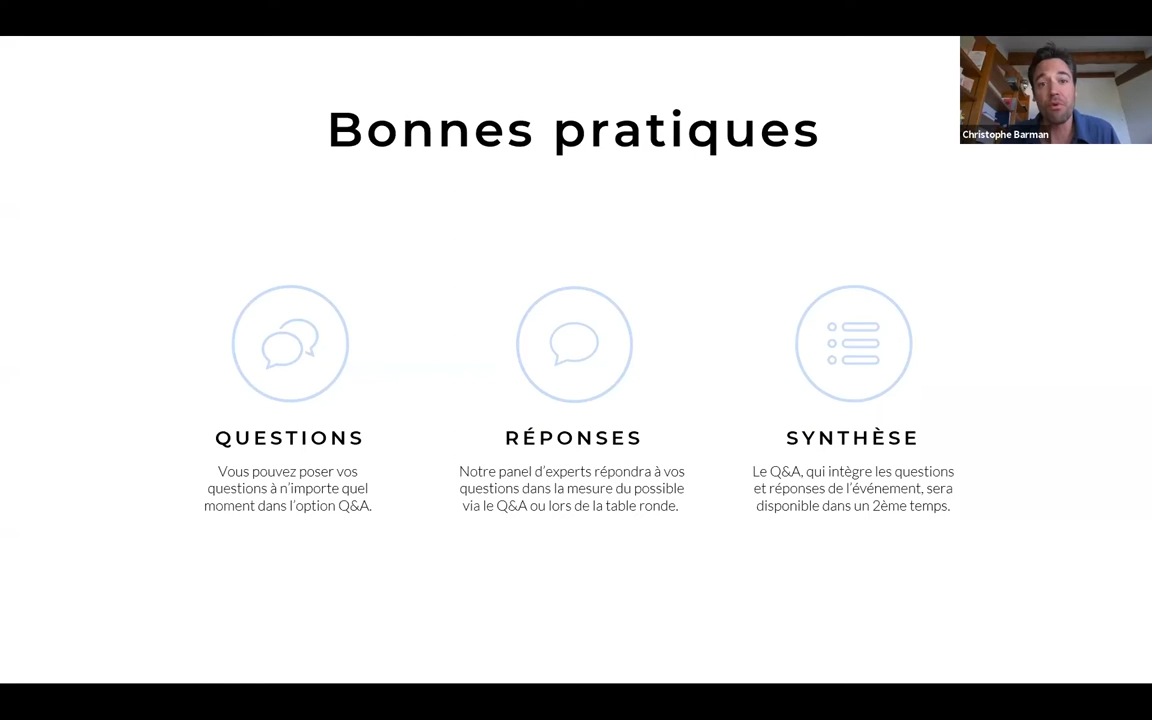 Bonnes pratiques
Christophe Barman
QUESTIONS
Vous pouvez poser vos
questions à n'importe quel
moment dans l'option Q&A.
RÉPONSES
Notre panel d'experts répondra à vos
questions dans la mesure du possible
via le Q&A ou lors de la table ronde.
SYNTHÈSE
Le Q&A, qui intègre les questions
et réponses de l'événement, sera
disponible dans un 2ème temps.